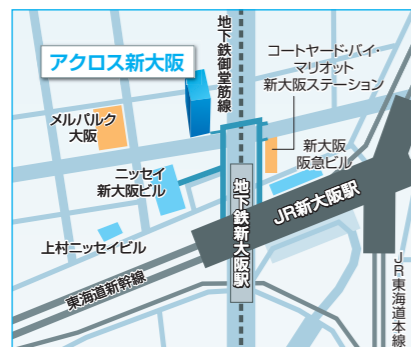 アクロス新大阪
地下鉄御堂筋線
コートヤード・バイ・
マリオット
新大阪ステーション
メルパルク
大阪
新大阪
阪急ビル
ニッセイ
新大阪ビル
地下鉄新大阪駅
JR新大阪駅
上村ニッセイビル
東海道新幹線
JR東海道本線